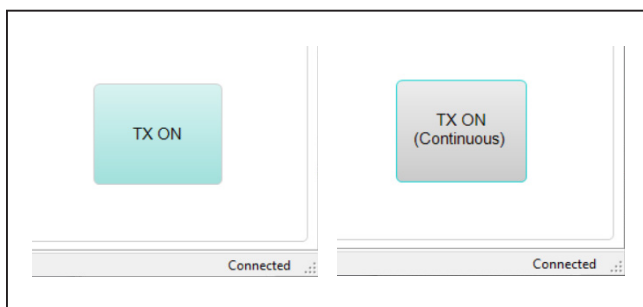 TX ON
Connected
TX ON
(Continuous)
Connected